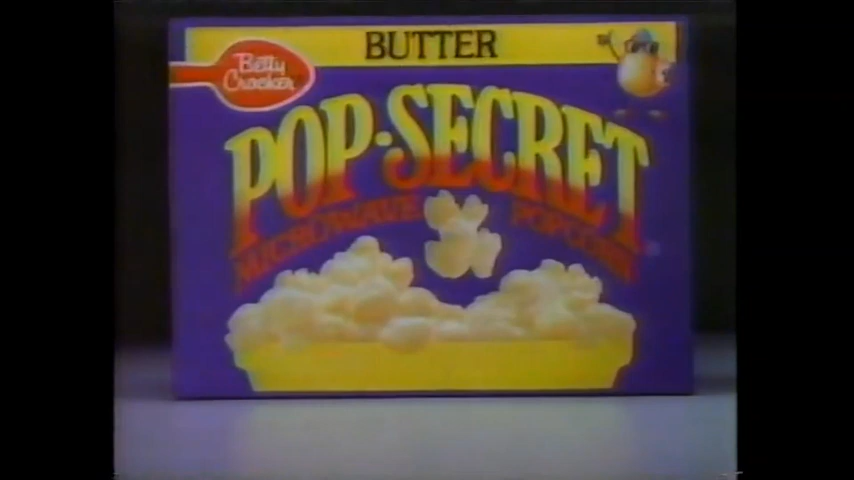 BUTTER
Betty
Crocker
POP·SECRET
MICROWAVE POPCORN